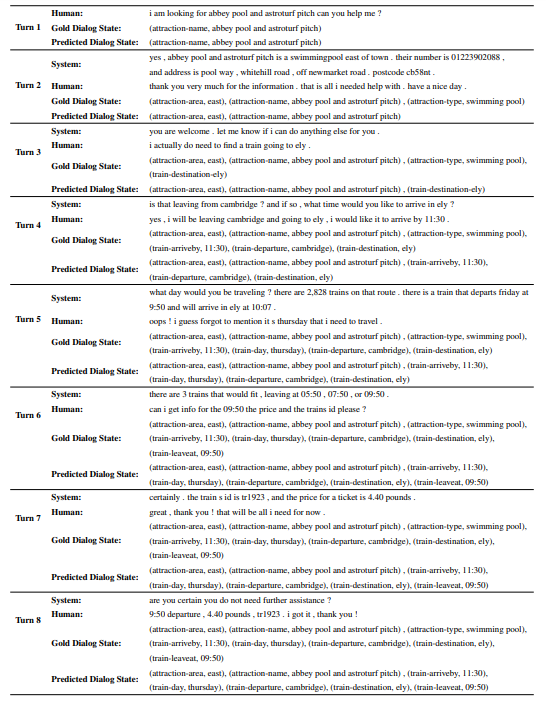 Human: i am looking for abbey pool and astroturf pitch can you help me ?
Turn 1 Gold Dialog State: (attraction-name, abbey pool and astroturf pitch)
Predicted Dialog State: (attraction-name, abbey pool and astroturf pitch)
System: yes , abbey pool and astroturf pitch is a swimmingpool east of town . their number is 01223902088 ,
and address is pool way , whitehill road , off newmarket road . postcode cb58nt .
Turn 2 Human: thank you very much for the information . that is all i needed help with . have a nice day .
Gold Dialog State: (attraction-area, east), (attraction-name, abbey pool and astroturf pitch) , (attraction-type, swimming pool)
Predicted Dialog State: (attraction-area, east), (attraction-name, abbey pool and astroturf pitch)
System: you are welcome . let me know if i can do anything else for you .
Human: i actually do need to find a train going to ely .
Turn 3 Gold Dialog State: (attraction-area, east), (attraction-name, abbey pool and astroturf pitch) , (attraction-type, swimming pool),
(train-destination-ely)
Predicted Dialog State: (attraction-area, east), (attraction-name, abbey pool and astroturf pitch) , (train-destination-ely)
System: is that leaving from cambridge ? and if so , what time would you like to arrive in ely ?
Human: yes , i will be leaving cambridge and going to ely , i would like it to arrive by 11:30 .
Turn 4 Gold Dialog State: (attraction-area, east), (attraction-name, abbey pool and astroturf pitch) , (attraction-type, swimming pool),
(train-arriveby, 11:30), (train-departure, cambridge), (train-destination, ely)
Predicted Dialog State: (attraction-area, east), (attraction-name, abbey pool and astroturf pitch) , (train-arriveby, 11:30),
(train-departure, cambridge), (train-destination, ely)
System: what day would you be traveling ? there are 2,828 trains on that route . there is a train that departs friday at
9:50 and will arrive in ely at 10:07 .
Turn 5 Human: oops ! i guess forgot to mention it s thursday that i need to travel .
Gold Dialog State: (attraction-area, east), (attraction-name, abbey pool and astroturf pitch) , (attraction-type, swimming pool),
(train-arriveby, 11:30), (train-day, thursday), (train-departure, cambridge), (train-destination, ely)
Predicted Dialog State: (attraction-area, east), (attraction-name, abbey pool and astroturf pitch) , (train-arriveby, 11:30),
(train-day, thursday), (train-departure, cambridge), (train-destination, ely)
System: there are 3 trains that would fit , leaving at 05:50 , 07:50 , or 09:50 .
Human: can i get info for the 09:50 the price and the trains id please ?
Turn 6 Gold Dialog State: (attraction-area, east), (attraction-name, abbey pool and astroturf pitch) , (attraction-type, swimming pool),
(train-arriveby, 11:30), (train-day, thursday), (train-departure, cambridge), (train-destination, ely),
(train-leaveat, 09:50)
Predicted Dialog State: (attraction-area, east), (attraction-name, abbey pool and astroturf pitch) , (train-arriveby, 11:30),
(train-day, thursday), (train-departure, cambridge), (train-destination, ely), (train-leaveat, 09:50)
System: certainly . the train s id is tr1923 , and the price for a ticket is 4.40 pounds .
Human: great , thank you ! that will be all i need for now .
Turn 7 Gold Dialog State: (attraction-area, east), (attraction-name, abbey pool and astroturf pitch) , (attraction-type, swimming pool),
(train-arriveby, 11:30), (train-day, thursday), (train-departure, cambridge), (train-destination, ely),
(train-leaveat, 09:50)
Predicted Dialog State: (attraction-area, east), (attraction-name, abbey pool and astroturf pitch) , (train-arriveby, 11:30),
(train-day, thursday), (train-departure, cambridge), (train-destination, ely), (train-leaveat, 09:50)
System: are you certain you do not need further assistance ?
Human: 9:50 departure , 4.40 pounds , tr1923 . i got it , thank you !
Turn 8 Gold Dialog State: (attraction-area, east), (attraction-name, abbey pool and astroturf pitch) , (attraction-type, swimming pool),
(train-arriveby, 11:30), (train-day, thursday), (train-departure, cambridge), (train-destination, ely),
(train-leaveat, 09:50)
Predicted Dialog State: (attraction-area, east), (attraction-name, abbey pool and astroturf pitch) , (train-arriveby, 11:30),
(train-day, thursday), (train-departure, cambridge), (train-destination, ely), (train-leaveat, 09:50)